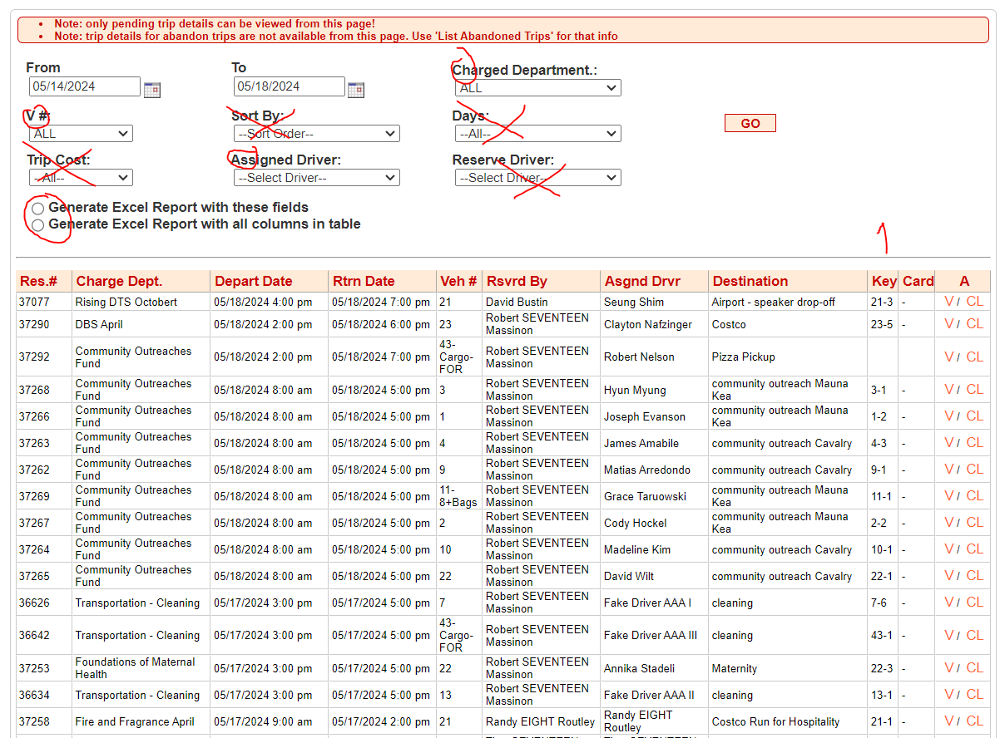 Note: only pending trip details can be viewed from this page!
Note: trip details for abandon trips are not available from this page. Use 'List Abandoned Trips' for that info
From To Charged Department.:
05/14/2024 05/18/2024 ALL
V #: Sort By: Days:
ALL --Sort Order-- --All-- GO
Trip Cost: Assigned Driver: Reserve Driver:
--All-- --Select Driver-- --Select Driver--
Generate Excel Report with these fields
Generate Excel Report with all columns in table
1
Res.# Charge Dept. Depart Date Rtrn Date Veh # Rsvrd By Asgnd Drvr Destination Key Card A
37077 Rising DTS Octobert 05/18/2024 4:00 pm 05/18/2024 7:00 pm 21 David Bustin Seung Shim Airport - speaker drop-off 21-3 - V / CL
37290 DBS April 05/18/2024 2:00 pm 05/18/2024 6:00 pm 23 Robert SEVENTEEN Massinon Clayton Nafzinger Costco 23-5 - V / CL
37292 Community Outreaches Fund 05/18/2024 2:00 pm 05/18/2024 7:00 pm 43-Cargo-FOR Robert SEVENTEEN Massinon Robert Nelson Pizza Pickup V / CL
37268 Community Outreaches Fund 05/18/2024 8:00 am 05/18/2024 5:00 pm 3 Robert SEVENTEEN Massinon Hyun Myung community outreach Mauna Kea 3-1 - V / CL
37266 Community Outreaches Fund 05/18/2024 8:00 am 05/18/2024 5:00 pm 1 Robert SEVENTEEN Massinon Joseph Evanson community outreach Mauna Kea 1-2 - V / CL
37263 Community Outreaches Fund 05/18/2024 8:00 am 05/18/2024 5:00 pm 4 Robert SEVENTEEN Massinon James Amabile community outreach Cavalry 4-3 - V / CL
37262 Community Outreaches Fund 05/18/2024 8:00 am 05/18/2024 5:00 pm 9 Robert SEVENTEEN Massinon Matias Arredondo community outreach Cavalry 9-1 - V / CL
37269 Community Outreaches Fund 05/18/2024 8:00 am 05/18/2024 5:00 pm 11-8+Bags Robert SEVENTEEN Massinon Grace Taruowski community outreach Mauna Kea 11-1 - V / CL
37267 Community Outreaches Fund 05/18/2024 8:00 am 05/18/2024 5:00 pm 2 Robert SEVENTEEN Massinon Cody Hockel community outreach Mauna Kea 2-2 - V / CL
37264 Community Outreaches Fund 05/18/2024 8:00 am 05/18/2024 5:00 pm 10 Robert SEVENTEEN Massinon Madeline Kim community outreach Cavalry 10-1 - V / CL
37265 Community Outreaches Fund 05/18/2024 8:00 am 05/18/2024 5:00 pm 22 Robert SEVENTEEN Massinon David Wilt community outreach Cavalry 22-1 - V / CL
36626 Transportation - Cleaning 05/17/2024 3:00 pm 05/17/2024 5:00 pm 7 Robert SEVENTEEN Massinon Fake Driver AAA I cleaning 7-6 - V / CL
36642 Transportation - Cleaning 05/17/2024 3:00 pm 05/17/2024 5:00 pm 43-Cargo-FOR Robert SEVENTEEN Massinon Fake Driver AAA III cleaning 43-1 - V / CL
37253 Foundations of Maternal Health 05/17/2024 3:00 pm 05/17/2024 5:00 pm 22 Robert SEVENTEEN Massinon Annika Stadeli Maternity 22-3 - V / CL
36634 Transportation - Cleaning 05/17/2024 3:00 pm 05/17/2024 5:00 pm 13 Robert SEVENTEEN Massinon Fake Driver AAA II cleaning 13-1 - V / CL
37258 Fire and Fragrance April 05/17/2024 9:00 am 05/17/2024 2:00 pm 21 Randy EIGHT Routley Randy EIGHT Routley Costco Run for Hospitality 21-1 - V / CL